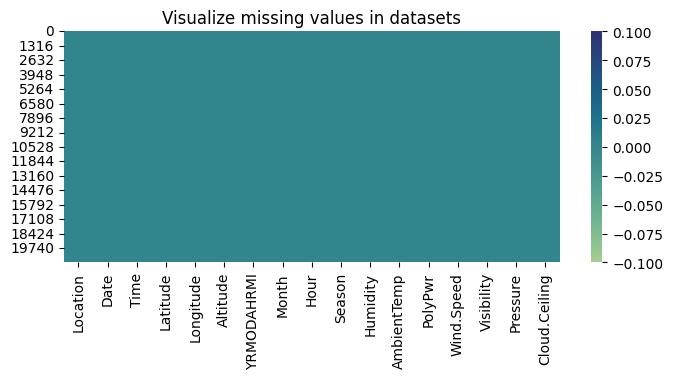 Visualize missing values in datasets
0
1316
2632
3948
5264
6580
7896
9212
10528
11844
13160
14476
15792
17108
18424
19740
Location
Date
Time
Latitude
Longitude
Altitude
YRMODAHRMI
Month
Hour
Season
Humidity
AmbientTemp
PolyPwr
Wind.Speed
Visibility
Pressure
Cloud.Ceiling
0.100
0.075
0.050
0.025
0.000
−0.025
−0.050
−0.075
−0.100